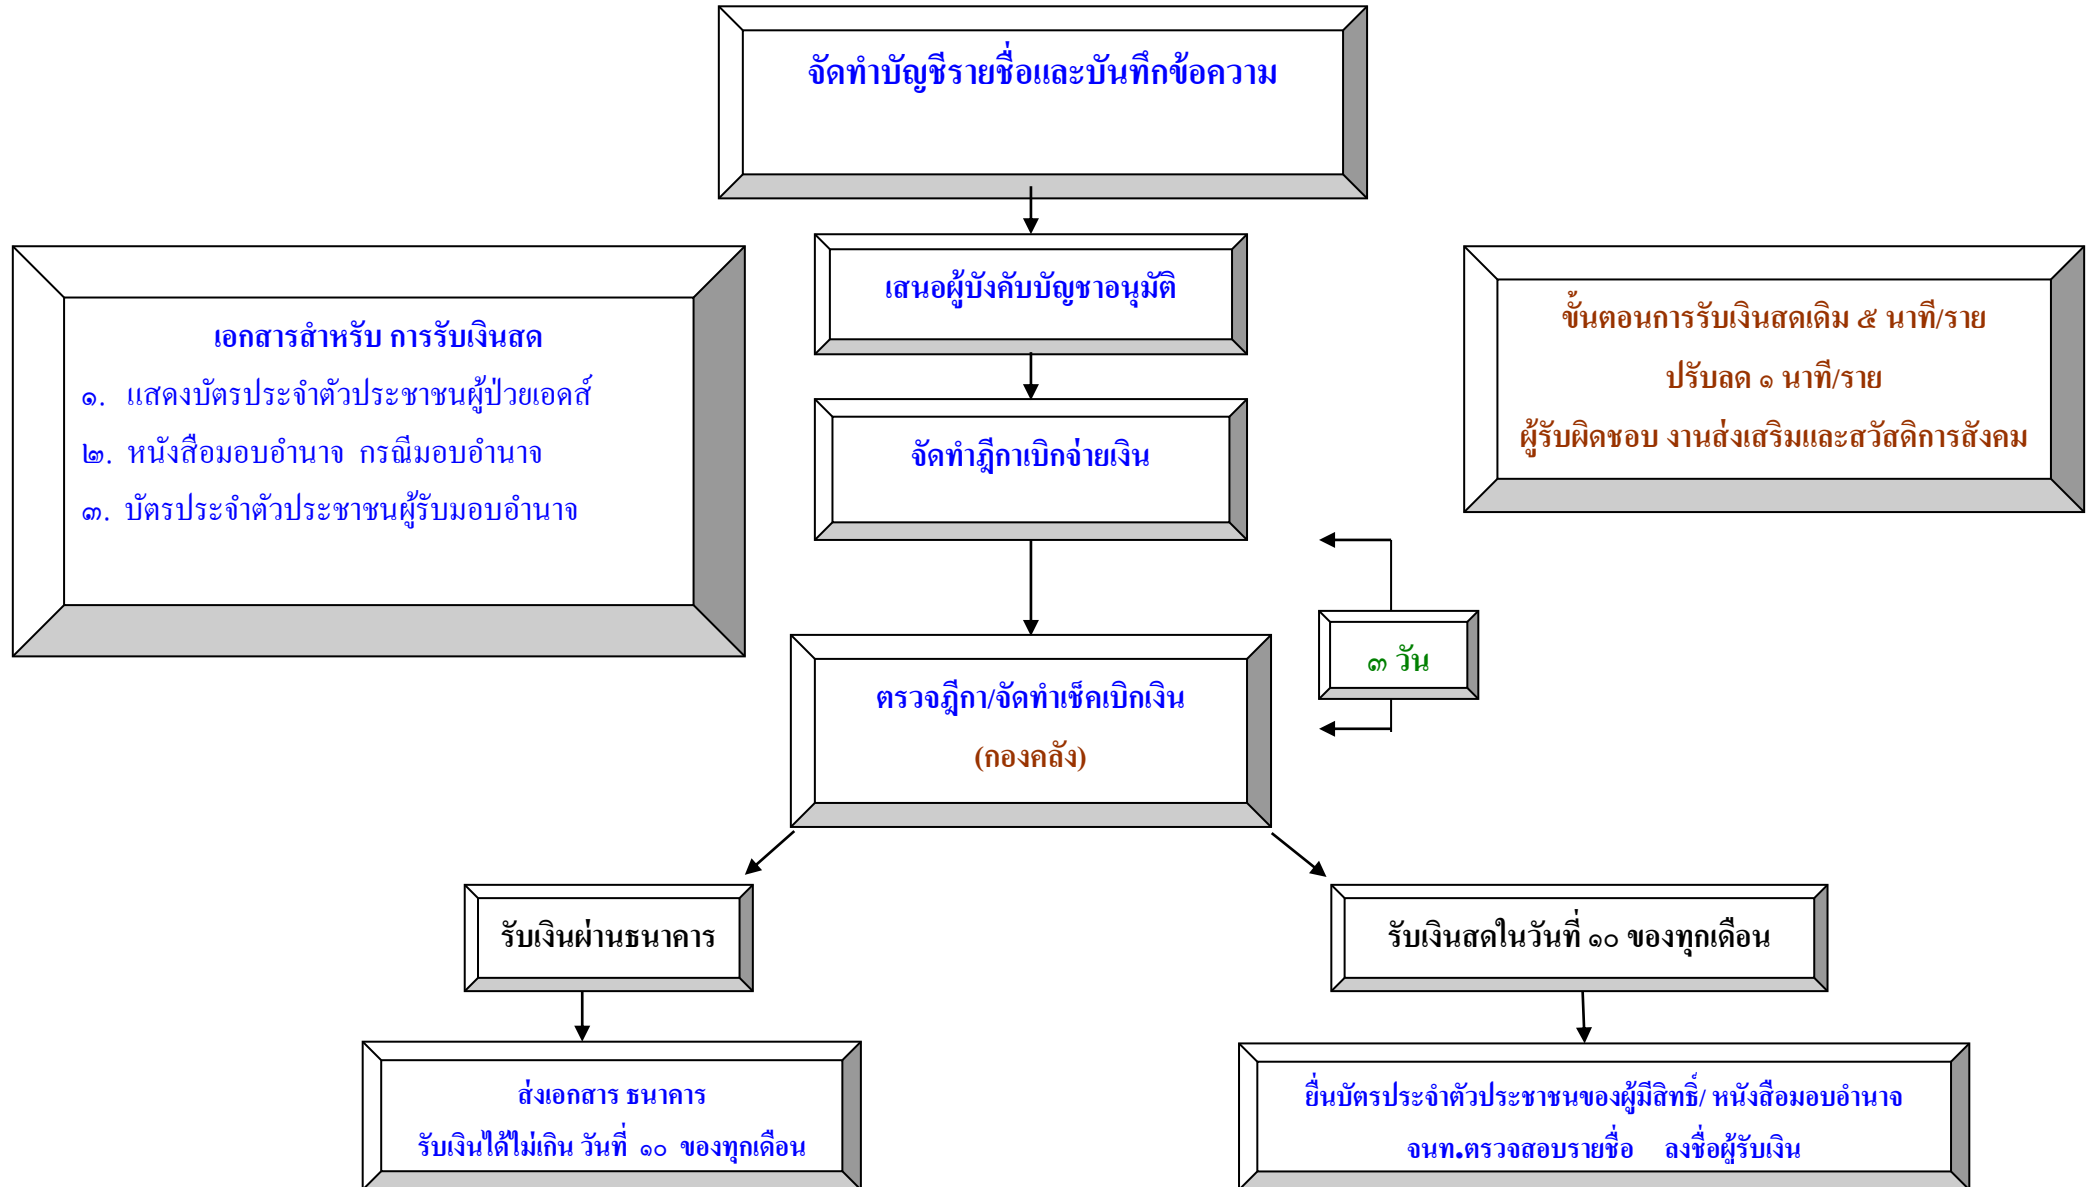 จัดทำบัญชีรายชื่อและบันทึกข้อความ
เสนอผู้บังคับบัญชาอนุมัติ
เอกสารสำหรับ การรับเงินสด
๑. แสดงบัตรประจำตัวประชาชนผู้ป่วยเอดส์
๒. หนังสือมอบอำนาจ กรณีมอบอำนาจ
๓. บัตรประจำตัวประชาชนผู้รับมอบอำนาจ
ขั้นตอนการรับเงินสดเดิม ๕ นาที/ราย
ปรับลด ๑ นาที/ราย
ผู้รับผิดชอบ งานส่งเสริมและสวัสดิการสังคม
จัดทำฎีกาเบิกจ่ายเงิน
๓ วัน
ตรวจฎีกา/จัดทำเช็คเบิกเงิน
(กองคลัง)
รับเงินผ่านธนาคาร
รับเงินสดในวันที่ ๑๐ ของทุกเดือน
ส่งเอกสาร ธนาคาร
รับเงินได้ไม่เกิน วันที่ ๑๐ ของทุกเดือน
ยื่นบัตรประจำตัวประชาชนของผู้มีสิทธิ์/ หนังสือมอบอำนาจ
จนท.ตรวจสอบรายชื่อ ลงชื่อผู้รับเงิน